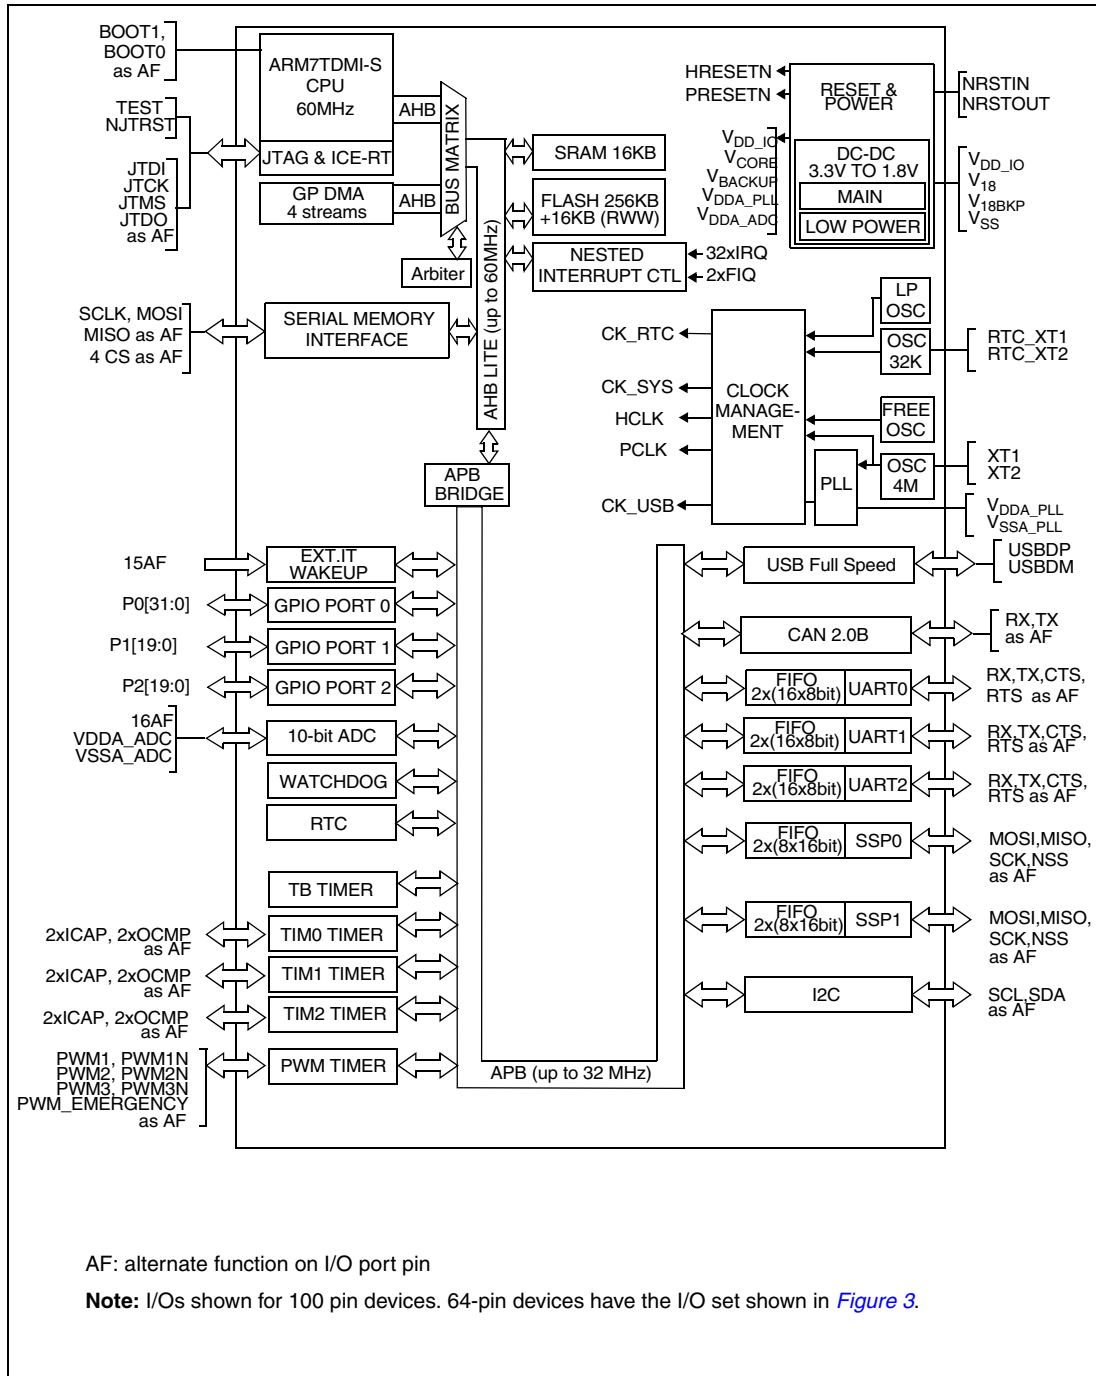 BOOT1,
BOOT0
as AF
TEST
NJTRST
JTDI
JTCK
JTMS
JTDO
as AF
SCLK, MOSI
MISO as AF
4 CS as AF
ARM7TDMI-S
CPU
60MHz
JTAG & ICE-RT
GP DMA
4 streams
AHB
AHB
BUS MATRIX
Arbiter
SERIAL MEMORY
INTERFACE
AHB LITE (up to 60MHz)
SRAM 16KB
FLASH 256KB
+16KB (RWW)
NESTED
INTERRUPT CTL
32xIRQ
2xFIQ
APB
BRIDGE
HRESETN
PRESETN
VDD_IO
VCORE
VBACKUP
VDDA_PLL
VDDA_ADC
RESET &
POWER
DC-DC
3.3V TO 1.8V
MAIN
LOW POWER
NRSTIN
NRSTOUT
VDD_IO
V18
V18BKP
VSS
CK_RTC
CK_SYS
HCLK
PCLK
CK_USB
CLOCK
MANAGE-
MENT
LP
OSC
OSC
32K
FREE
OSC
OSC
4M
PLL
RTC_XT1
RTC_XT2
XT1
XT2
VDDA_PLL
VSSA_PLL
15AF
EXT.IT
WAKEUP
P0[31:0]
GPIO PORT 0
P1[19:0]
GPIO PORT 1
P2[19:0]
GPIO PORT 2
16AF
VDDA_ADC
VSSA_ADC
10-bit ADC
WATCHDOG
RTC
TB TIMER
2xICAP, 2xOCMP
as AF
TIM0 TIMER
2xICAP, 2xOCMP
as AF
TIM1 TIMER
2xICAP, 2xOCMP
as AF
TIM2 TIMER
PWM1, PWM1N
PWM2, PWM2N
PWM3, PWM3N
PWM_EMERGENCY
as AF
PWM TIMER
APB (up to 32 MHz)
USB Full Speed
USBDP
USBDM
CAN 2.0B
RX,TX
as AF
FIFO
2x(16x8bit)
UART0
RX,TX,CTS,
RTS as AF
FIFO
2x(16x8bit)
UART1
RX,TX,CTS,
RTS as AF
FIFO
2x(16x8bit)
UART2
RX,TX,CTS,
RTS as AF
FIFO
2x(8x16bit)
SSP0
MOSI,MISO,
SCK,NSS
as AF
FIFO
2x(8x16bit)
SSP1
MOSI,MISO,
SCK,NSS
as AF
I2C
SCL,SDA
as AF
AF: alternate function on I/O port pin
Note: I/Os shown for 100 pin devices. 64-pin devices have the I/O set shown in Figure 3.